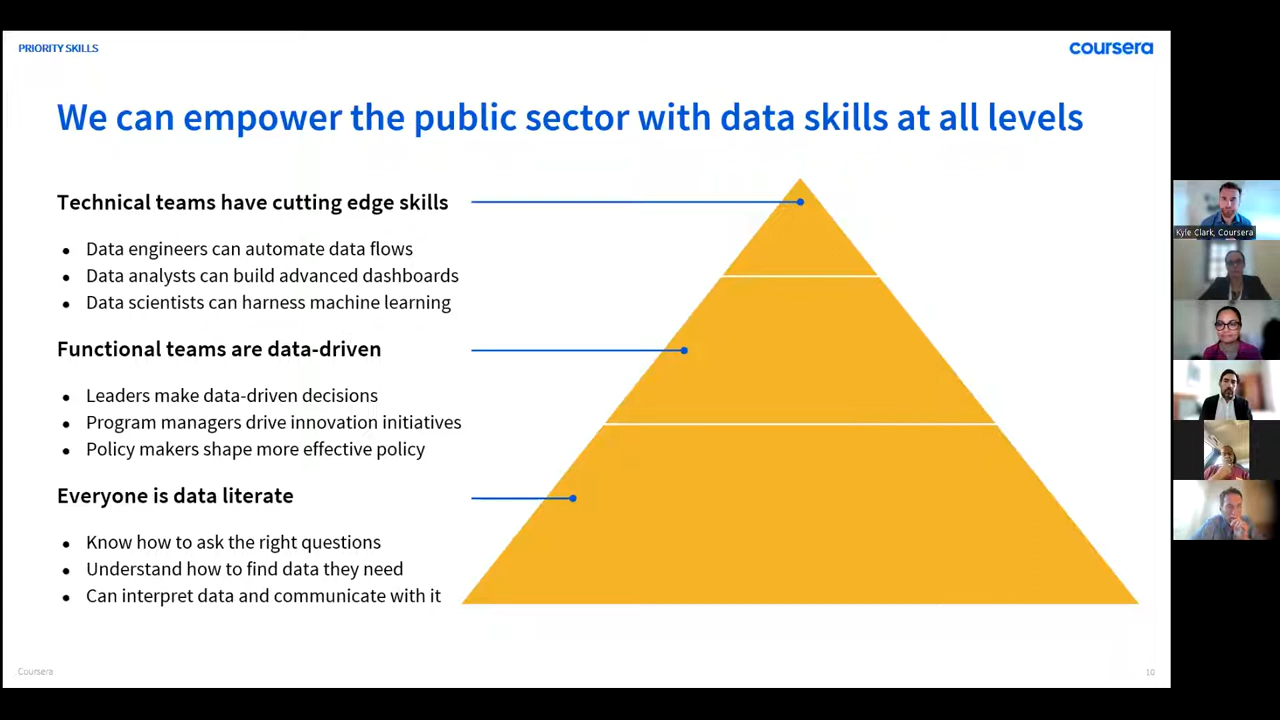 PRIORITY SKILLS
coursera
We can empower the public sector with data skills at all levels
Technical teams have cutting edge skills
● Data engineers can automate data flows
● Data analysts can build advanced dashboards
● Data scientists can harness machine learning
Functional teams are data-driven
● Leaders make data-driven decisions
● Program managers drive innovation initiatives
● Policy makers shape more effective policy
Everyone is data literate
● Know how to ask the right questions
● Understand how to find data they need
● Can interpret data and communicate with it
Coursera
10
Kyle Clark, Coursera